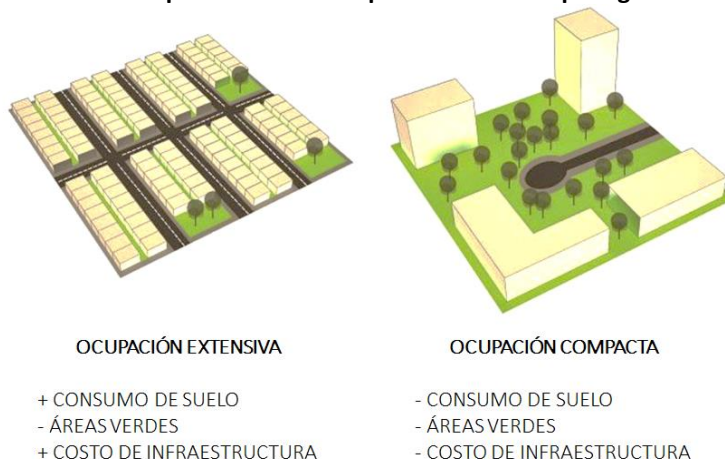 OCUPACIÓN EXTENSIVA
+ CONSUMO DE SUELO
- ÁREAS VERDES
+ COSTO DE INFRAESTRUCTURA
OCUPACIÓN COMPACTA
- CONSUMO DE SUELO
- ÁREAS VERDES
- COSTO DE INFRAESTRUCTURA